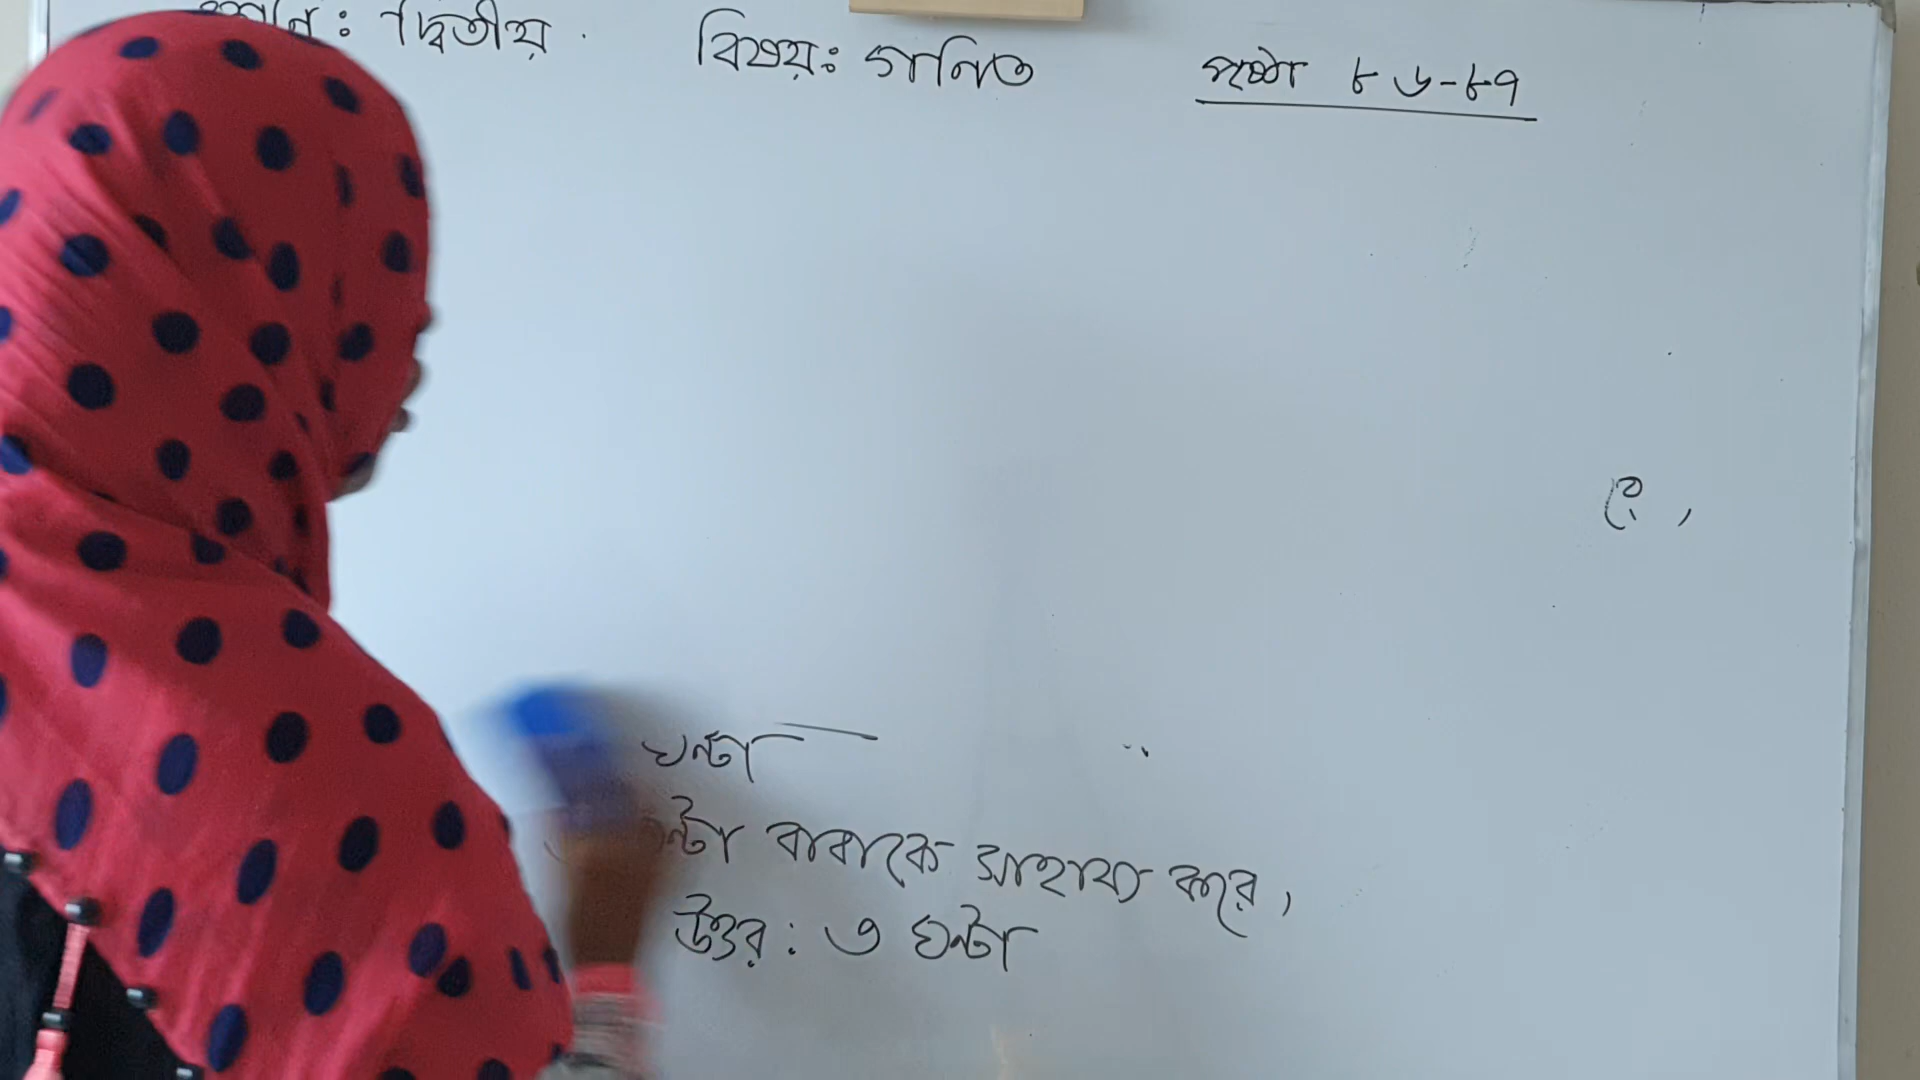 শ্রেণি : দ্বিতীয় . বিষয়ঃ গনিত পৃষ্ঠা ৮৬-৮৭
রে ,
ঘন্টা
ন্টা বাবাকে সাহায্য করে ,
উত্তর : ৩ ঘন্টা